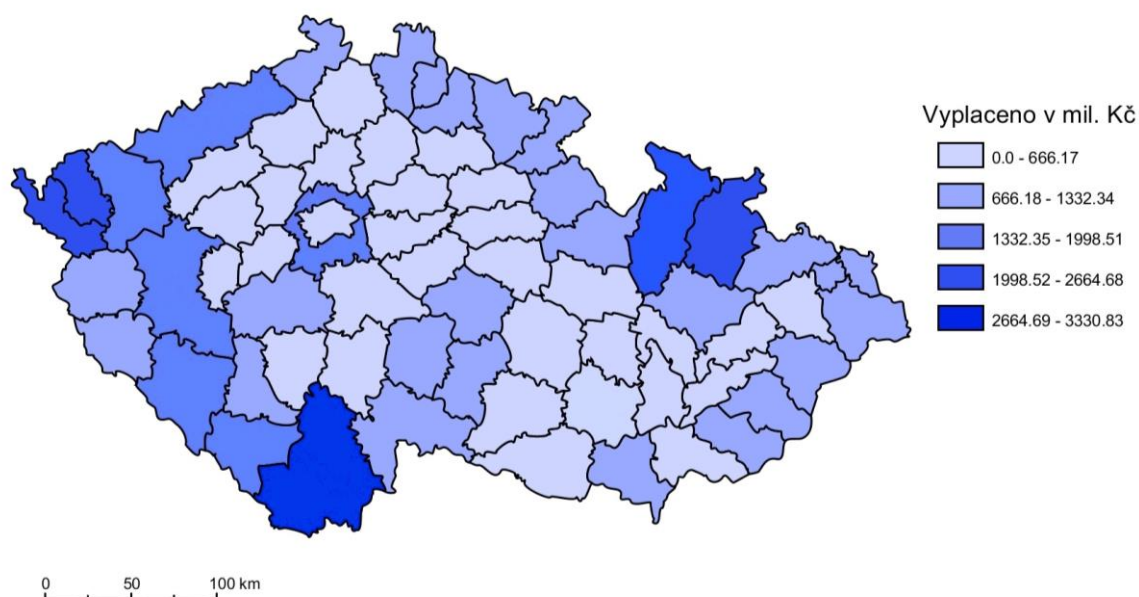 Vyplaceno v mil. Kč
0.0 - 666.17
666.18 - 1332.34
1332.35 - 1998.51
1998.52 - 2664.68
2664.69 - 3330.83
0 50 100 km